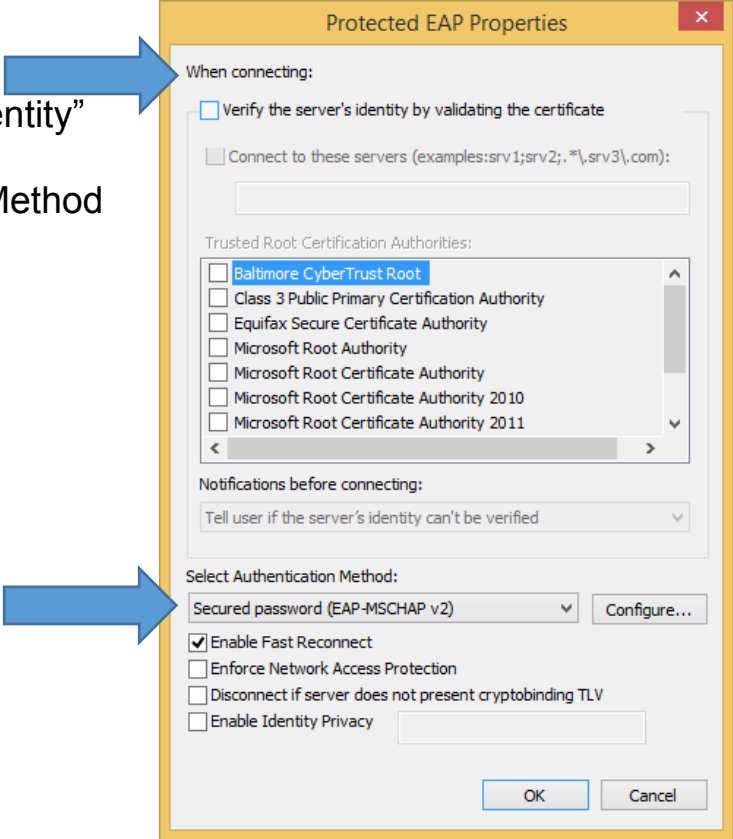 Protected EAP Properties
When connecting:
entity”
Verify the server's identity by validating the certificate
Connect to these servers (examples:srv1;srv2;.*\.srv3\.com):
Method
Trusted Root Certification Authorities:
Baltimore CyberTrust Root
Class 3 Public Primary Certification Authority
Equifax Secure Certificate Authority
Microsoft Root Authority
Microsoft Root Certificate Authority
Microsoft Root Certificate Authority 2010
Microsoft Root Certificate Authority 2011
Notifications before connecting:
Tell user if the server’s identity can't be verified
Select Authentication Method:
Secured password (EAP-MSCHAP v2)
Configure...
Enable Fast Reconnect
Enforce Network Access Protection
Disconnect if server does not present cryptobinding TLV
Enable Identity Privacy
OK
Cancel